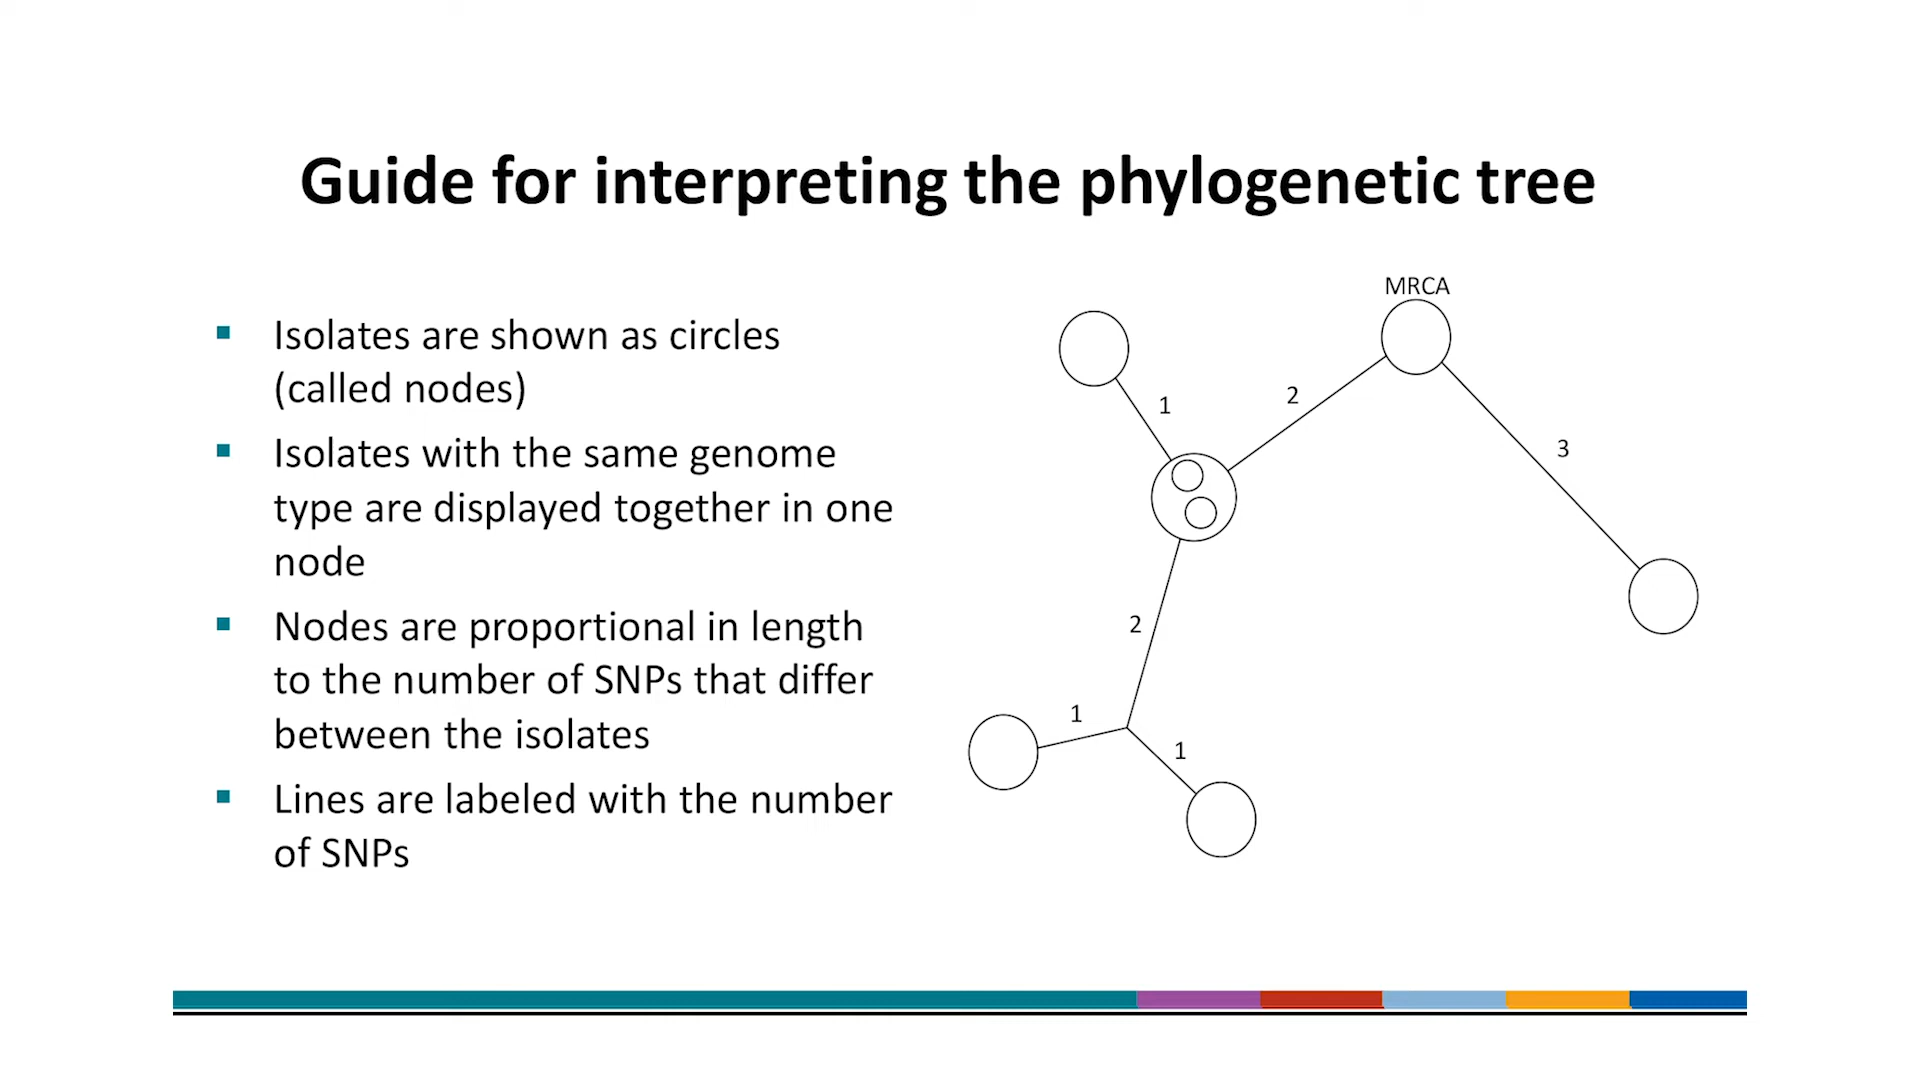 Guide for interpreting the phylogenetic tree
Isolates are shown as circles
(called nodes)
Isolates with the same genome
type are displayed together in one
node
Nodes are proportional in length
to the number of SNPs that differ
between the isolates
Lines are labeled with the number
of SNPs
MRCA
1
2
3
2
1
1